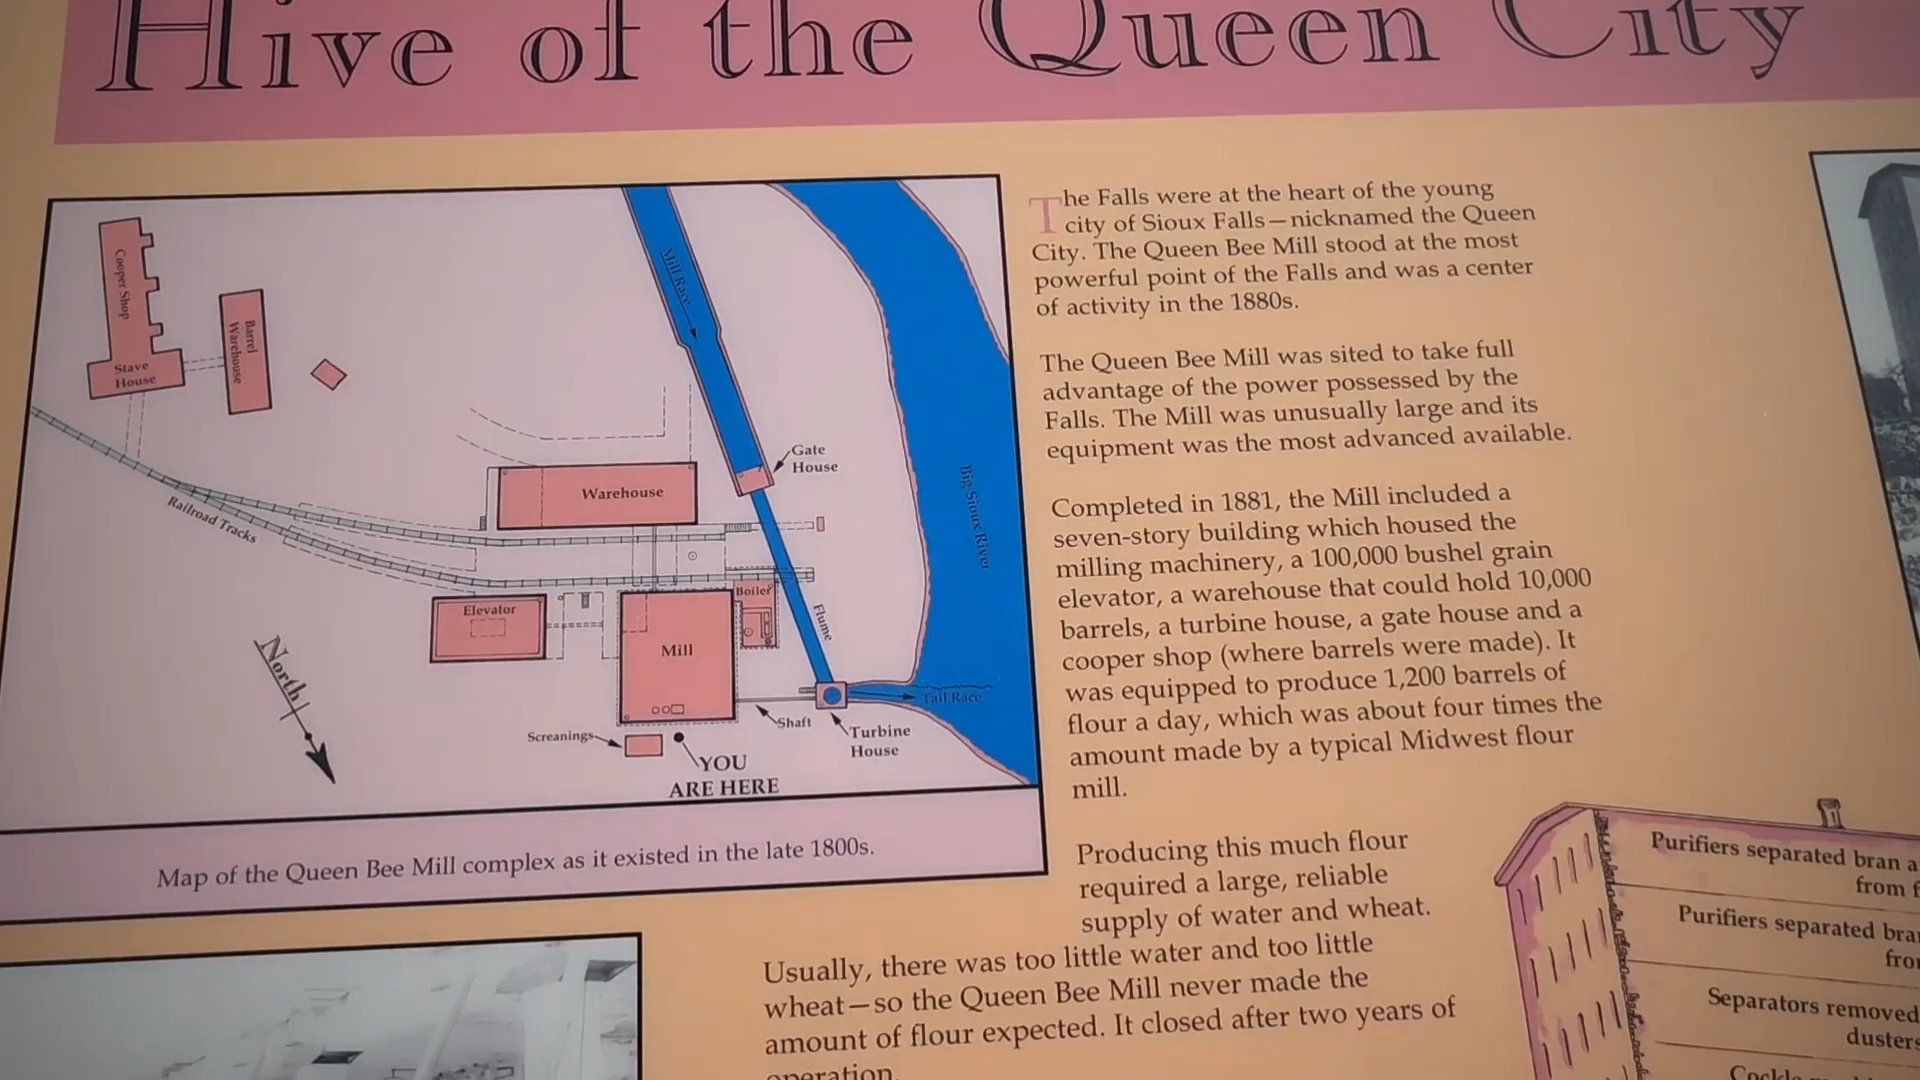 Hive of the Queen City
Mill Race
Cooper Shop
Barrel
Warehouse
Stave
House
Gate
House
Warehouse
Railroad Tracks
Big Sioux River
Boiler
Elevator
Flume
Mill
North
Tail Race
Shaft
Screanings
Turbine
House
YOU
ARE HERE
Map of the Queen Bee Mill complex as it existed in the late 1800s.
The Falls were at the heart of the young
city of Sioux Falls—nicknamed the Queen
City. The Queen Bee Mill stood at the most
powerful point of the Falls and was a center
of activity in the 1880s.
The Queen Bee Mill was sited to take full
advantage of the power possessed by the
Falls. The Mill was unusually large and its
equipment was the most advanced available.
Completed in 1881, the Mill included a
seven-story building which housed the
milling machinery, a 100,000 bushel grain
elevator, a warehouse that could hold 10,000
barrels, a turbine house, a gate house and a
cooper shop (where barrels were made). It
was equipped to produce 1,200 barrels of
flour a day, which was about four times the
amount made by a typical Midwest flour
mill.
Producing this much flour
required a large, reliable
supply of water and wheat.
Usually, there was too little water and too little
wheat—so the Queen Bee Mill never made the
amount of flour expected. It closed after two years of
operation.
Purifiers separated bran a
from f
Purifiers separated bra
fro
Separators removed
dusters